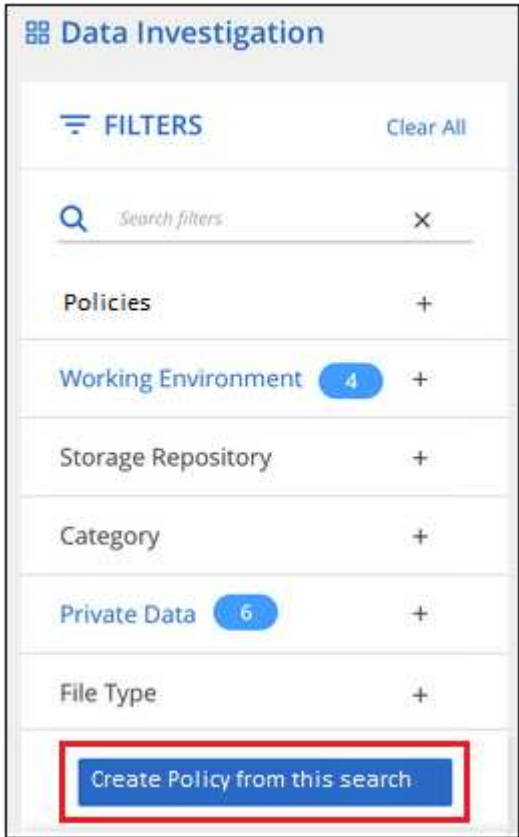 Data Investigation
FILTERS Clear All
Search filters
Policies
Working Environment 4
Storage Repository
Category
Private Data 6
File Type
Create Policy from this search